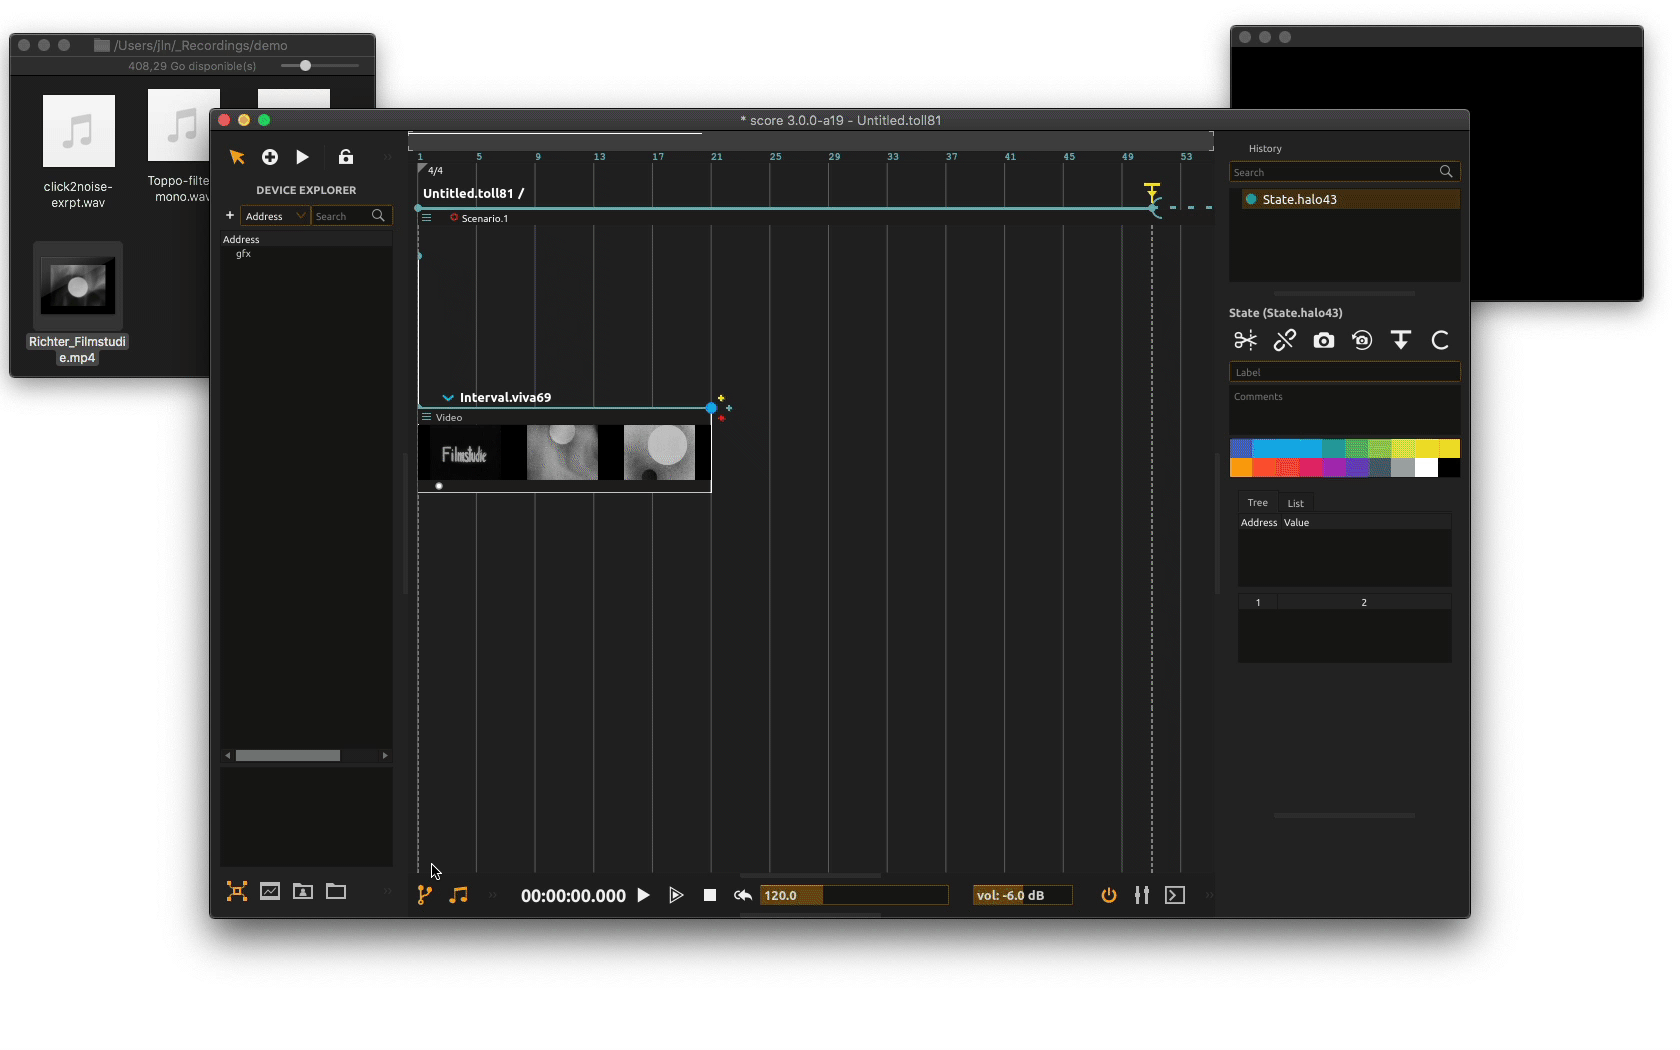 /Users/jln/_Recordings/demo
408,29 Go disponible(s)
click2noise-
exrpt.wav
Toppo-filte
mono.wav
Richter_Filmstudi
e.mp4
* score 3.0.0-a19 - Untitled.toll81
DEVICE EXPLORER
+ Address Search
Address
gfx
1 5 9 13 17 21 25 29 33 37 41 45 49 53
4/4
Untitled.toll81 /
Scenario.1
Interval.viva69
Video
Filmstudie
00:00:00.000 120.0 vol: -6.0 dB
History
Search
State.halo43
State (State.halo43)
Label
Comments
Tree List
Address Value
1 2